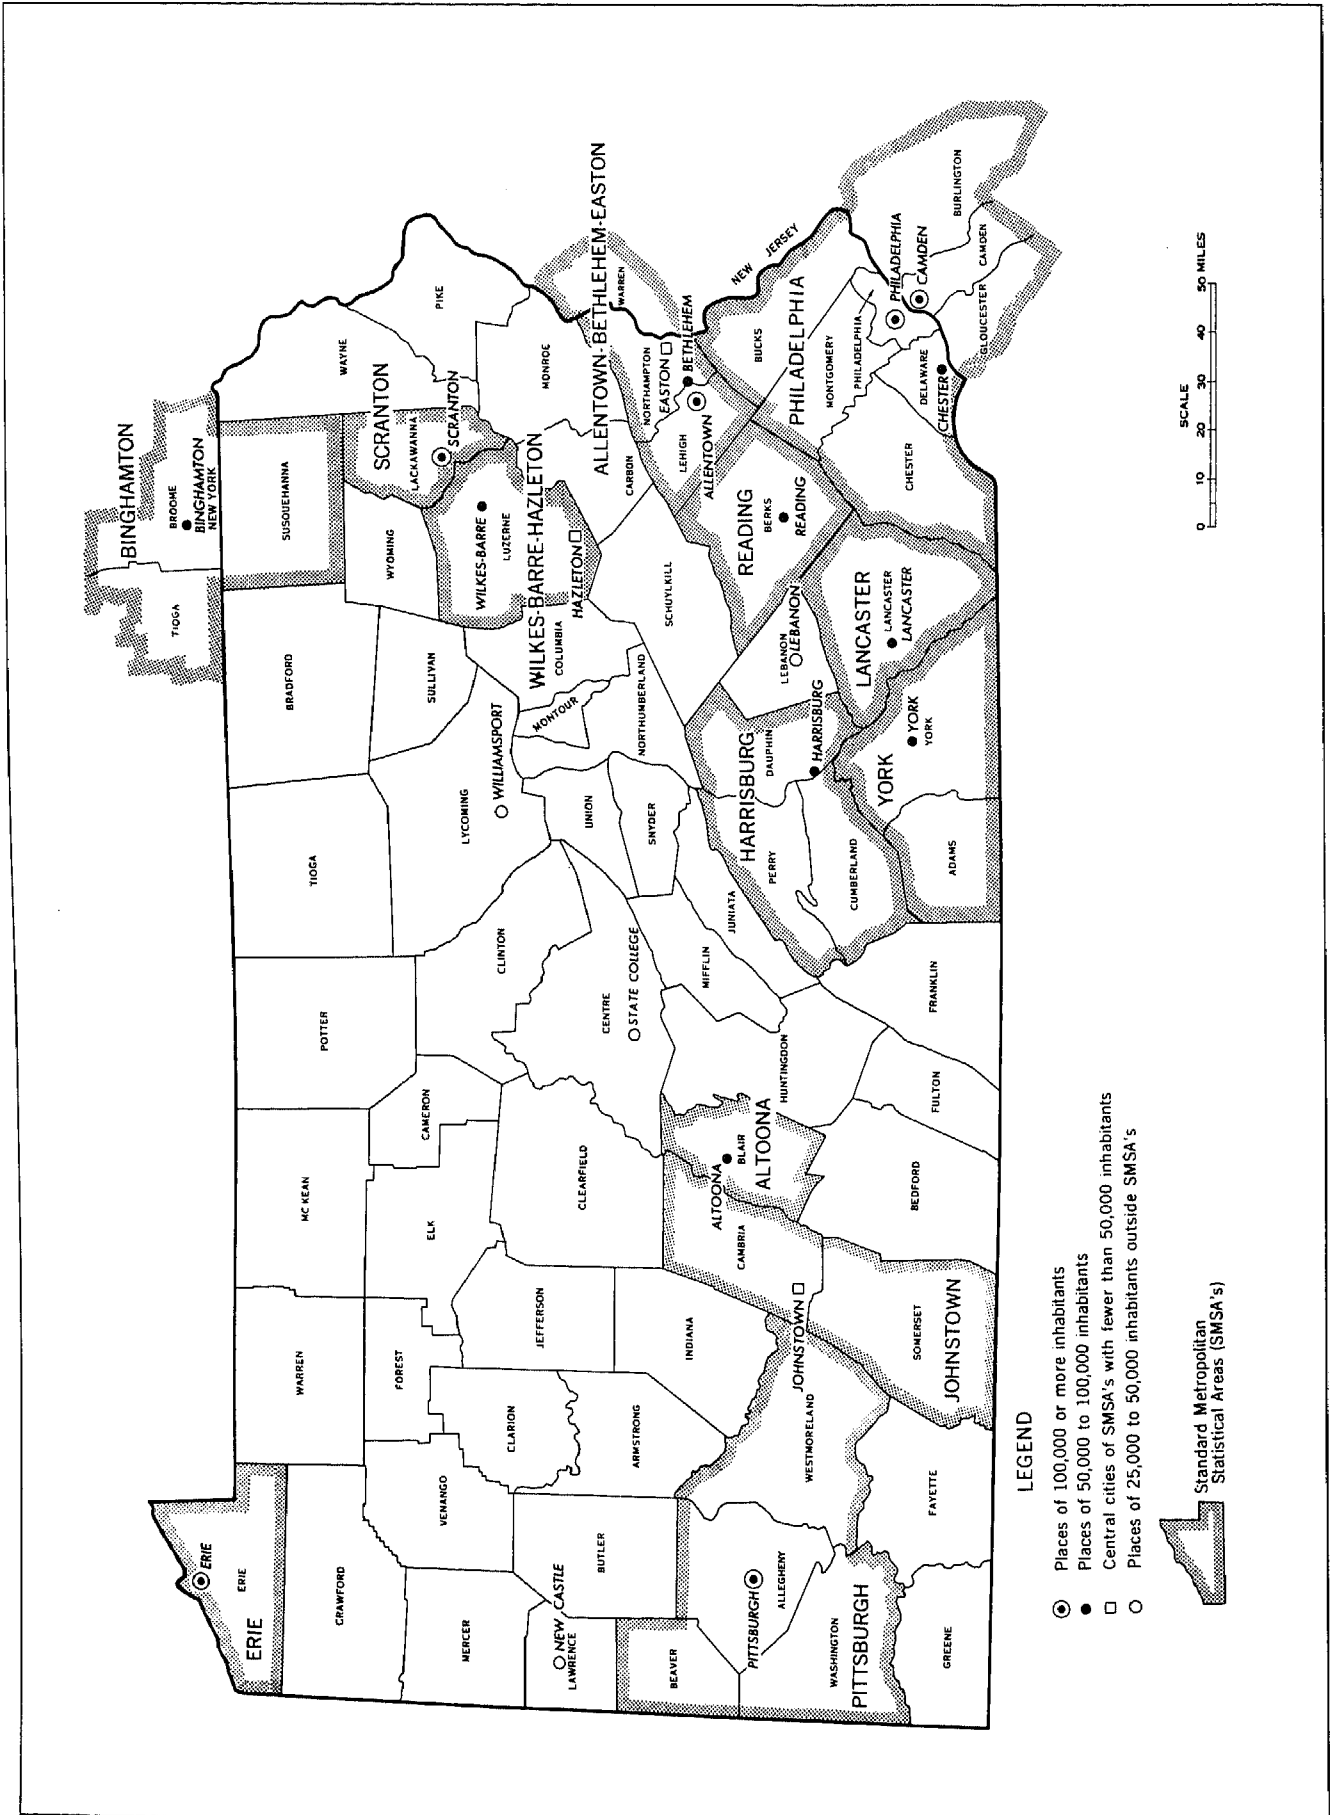 BINGHAMTON
TIOGA
BROOME
BINGHAMTON
NEW YORK
ERIE
ERIE
ERIE
CRAWFORD
WARREN
MC KEAN
POTTER
TIOGA
BRADFORD
SUSQUEHANNA
WAYNE
PIKE
MERCER
VENANGO
FOREST
ELK
CAMERON
CLINTON
LYCOMING
WILLIAMSPORT
SULLIVAN
WYOMING
SCRANTON
LACKAWANNA
SCRANTON
WILKES-BARRE
LUZERNE
WILKES-BARRE-HAZLETON
HAZLETON
MONROE
NEW CASTLE
LAWRENCE
BUTLER
CLARION
JEFFERSON
CLEARFIELD
CENTRE
STATE COLLEGE
UNION
SNYDER
MONTOUR
COLUMBIA
NORTHUMBERLAND
SCHUYLKILL
CARBON
ALLENTOWN-BETHLEHEM-EASTON
WARREN
NORTHAMPTON
EASTON
BETHLEHEM
LEHIGH
ALLENTOWN
NEW JERSEY
BEAVER
PITTSBURGH
ALLEGHENY
WASHINGTON
PITTSBURGH
GREENE
ARMSTRONG
INDIANA
WESTMORELAND
FAYETTE
JOHNSTOWN
CAMBRIA
SOMERSET
JOHNSTOWN
ALTOONA
BLAIR
ALTOONA
BEDFORD
HUNTINGDON
FULTON
FRANKLIN
MIFFLIN
JUNIATA
PERRY
CUMBERLAND
HARRISBURG
DAUPHIN
HARRISBURG
ADAMS
YORK
YORK
YORK
LEBANON
LEBANON
LANCASTER
LANCASTER
LANCASTER
READING
BERKS
READING
CHESTER
BUCKS
PHILADELPHIA
MONTGOMERY
PHILADELPHIA
PHILADELPHIA
DELAWARE
CHESTER
CAMDEN
BURLINGTON
CAMDEN
GLOUCESTER
LEGEND
Places of 100,000 or more inhabitants
Places of 50,000 to 100,000 inhabitants
Central cities of SMSA's with fewer than 50,000 inhabitants
Places of 25,000 to 50,000 inhabitants outside SMSA's
Standard Metropolitan
Statistical Areas (SMSA's)
SCALE
0 10 20 30 40 50 MILES